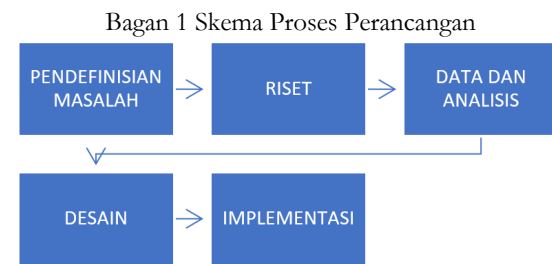 Bagan 1 Skema Proses Perancangan
PENDEFINISIAN
MASALAH
RISET
DATA DAN
ANALISIS
DESAIN
IMPLEMENTASI